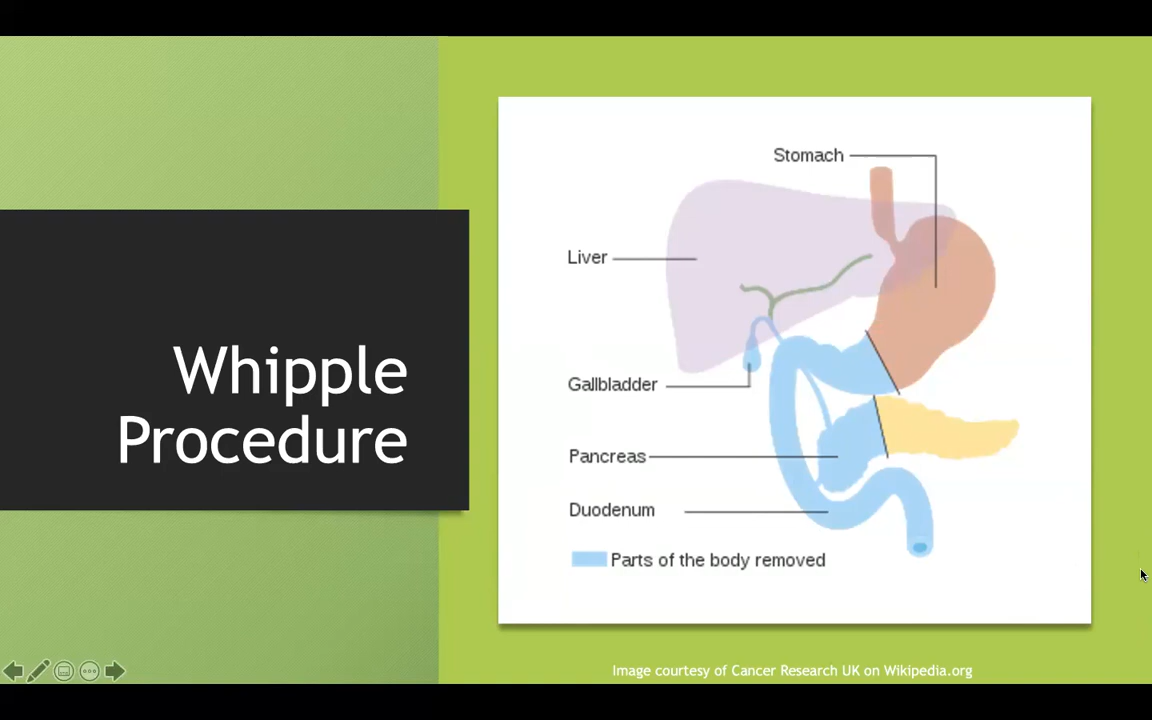 Whipple
Procedure
Stomach
Liver
Gallbladder
Pancreas
Duodenum
Parts of the body removed
Image courtesy of Cancer Research UK on Wikipedia.org